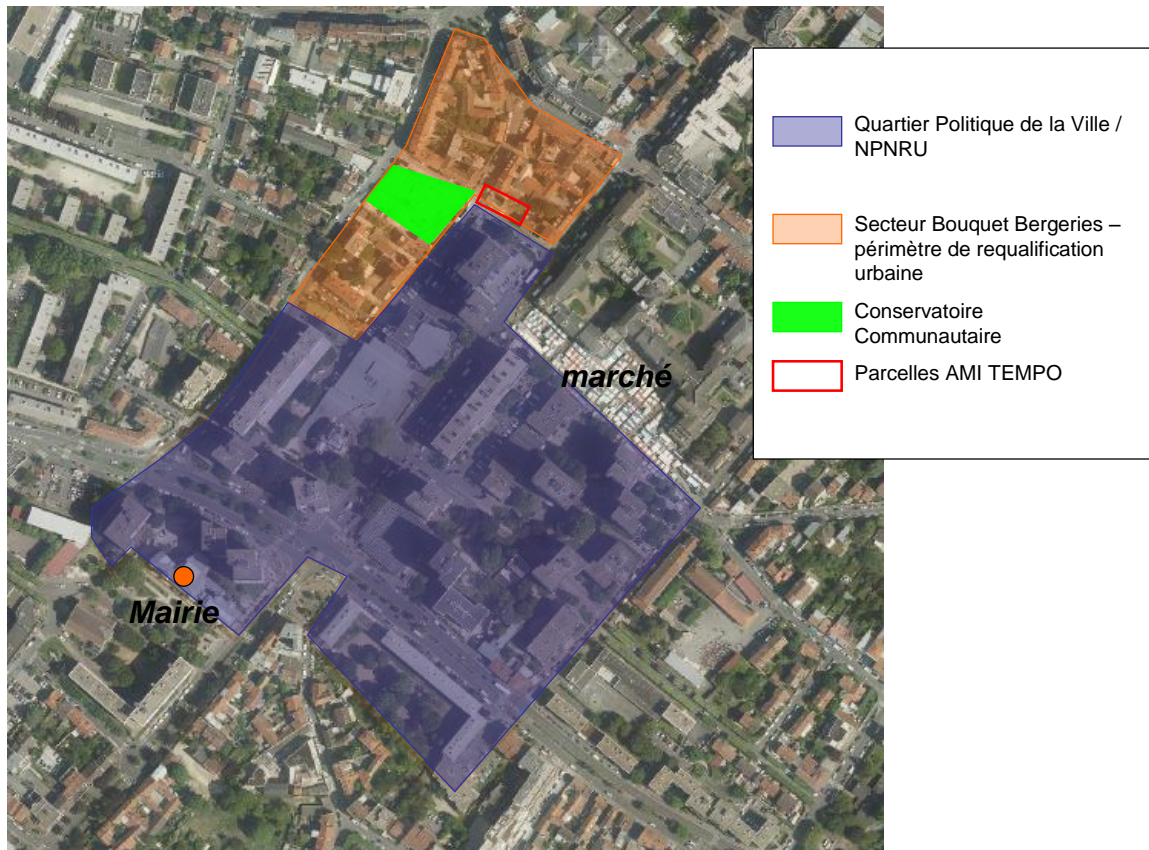 Quartier Politique de la Ville /
NPNRU
Secteur Bouquet Bergeries –
périmètre de requalification
urbaine
Conservatoire
Communautaire
Parcelles AMI TEMPO
marché
Mairie